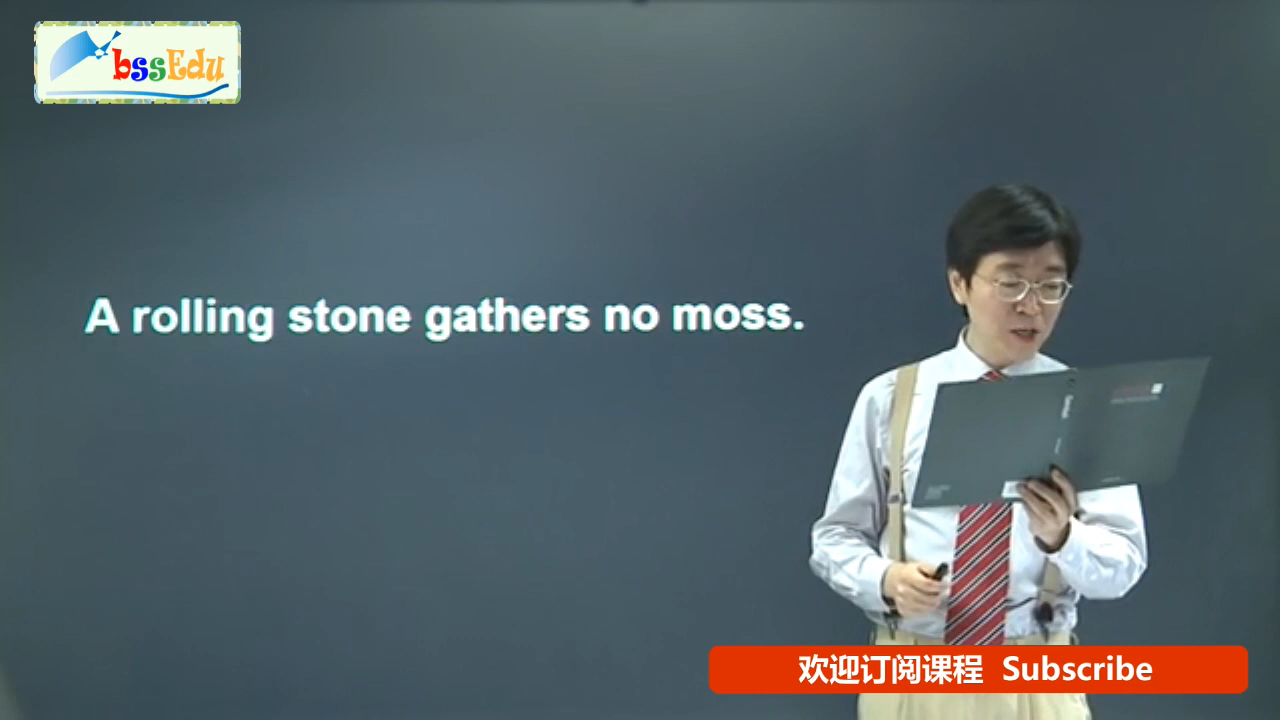 bssEdu
A rolling stone gathers no moss.
欢迎订阅课程 Subscribe